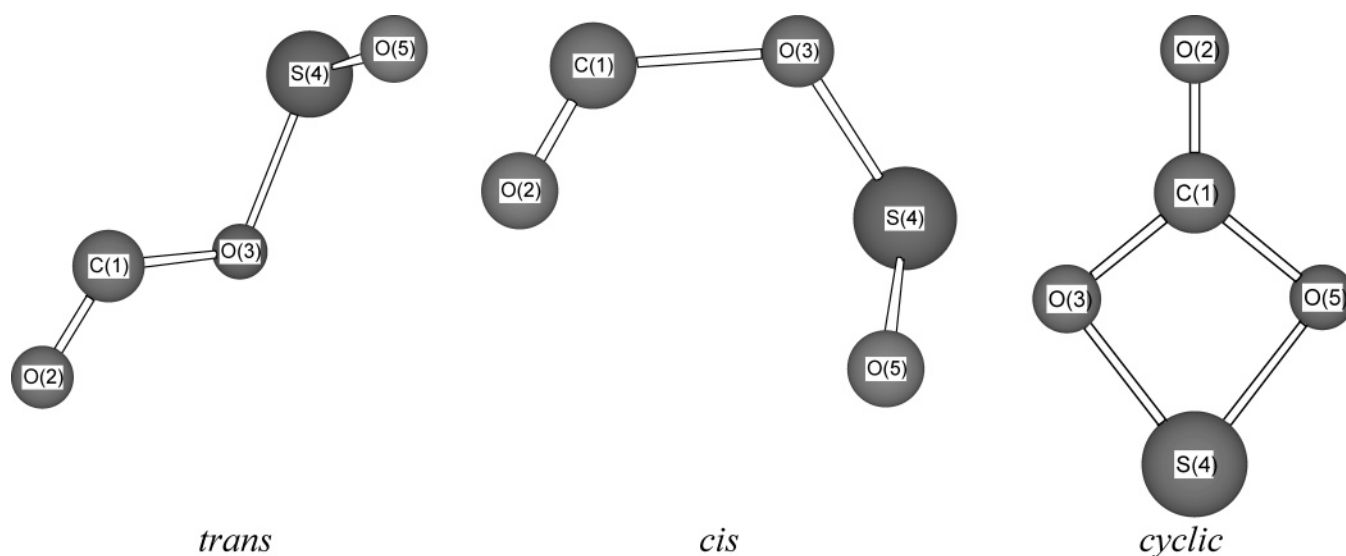 O(5)
S(4)
O(3)
C(1)
O(2)
trans
C(1)
O(3)
O(2)
S(4)
O(5)
cis
O(2)
C(1)
O(3)
O(5)
S(4)
cyclic